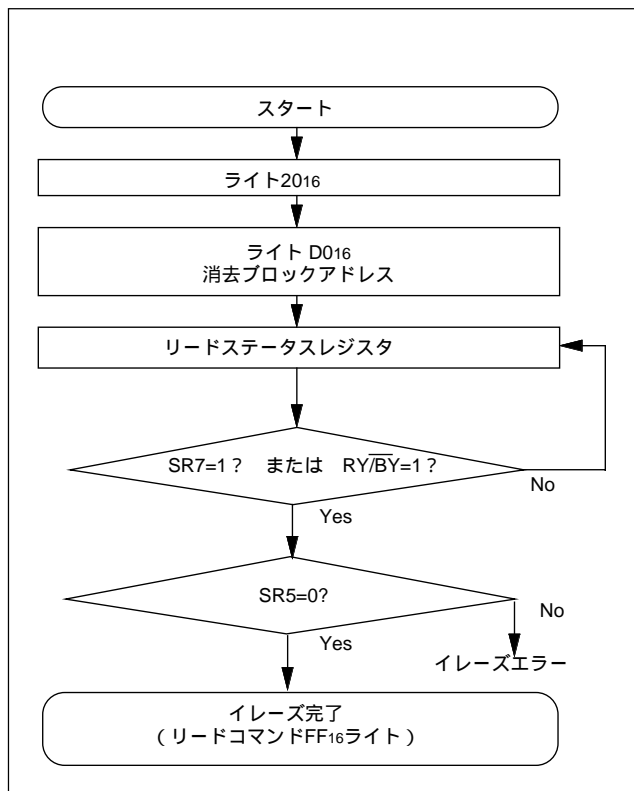 スタート
ライト2016
ライト D016
消去ブロックアドレス
リードステータスレジスタ
SR7=1？　または　RY/B̅Y̅=1？
No
Yes
SR5=0?
No
Yes
イレーズエラー
イレーズ完了
（リードコマンドFF16ライト）